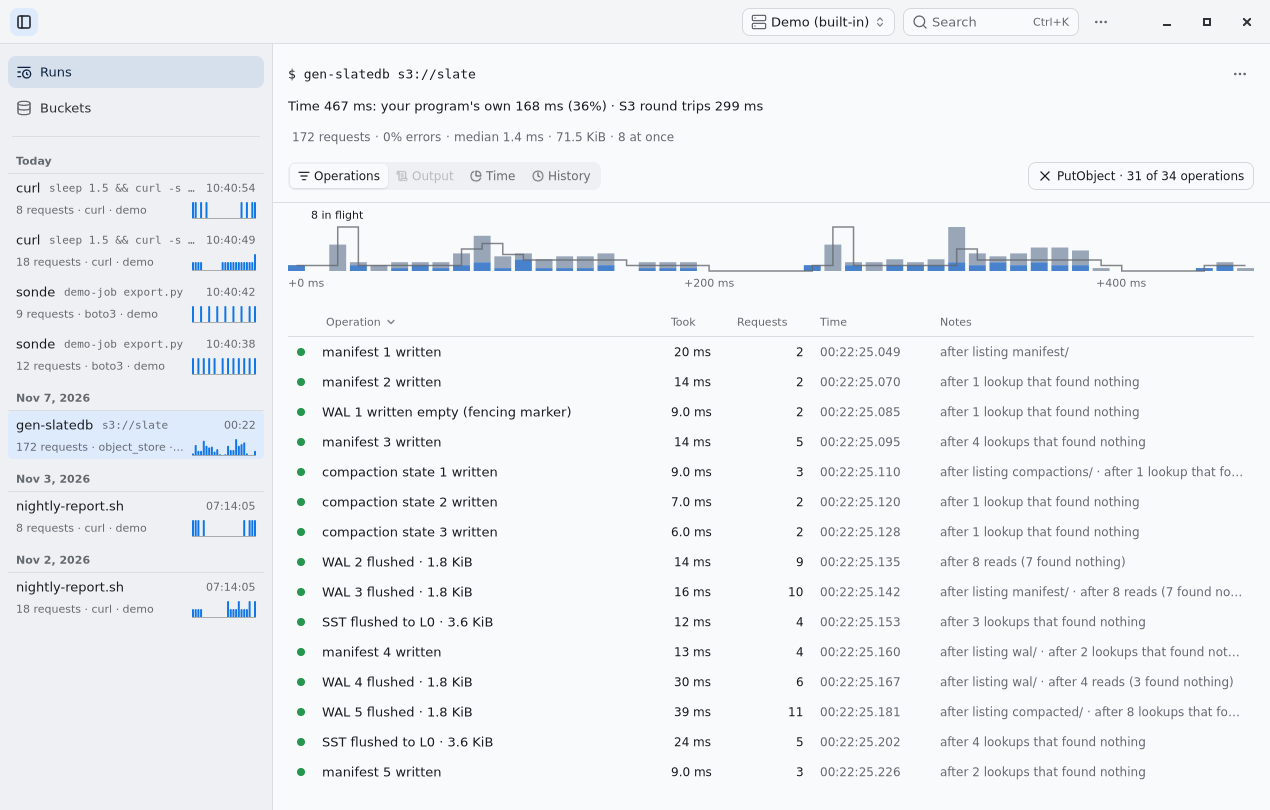 Demo (built-in)
Search Ctrl+K
Runs
Buckets
Today
curl sleep 1.5 && curl -s … 10:40:54
8 requests · curl · demo
curl sleep 1.5 && curl -s … 10:40:49
18 requests · curl · demo
sonde demo-job export.py 10:40:42
9 requests · boto3 · demo
sonde demo-job export.py 10:40:38
12 requests · boto3 · demo
Nov 7, 2026
gen-slatedb s3://slate 00:22
172 requests · object_store ·…
Nov 3, 2026
nightly-report.sh 07:14:05
8 requests · curl · demo
Nov 2, 2026
nightly-report.sh 07:14:05
18 requests · curl · demo
$ gen-slatedb s3://slate
Time 467 ms: your program's own 168 ms (36%) · S3 round trips 299 ms
172 requests · 0% errors · median 1.4 ms · 71.5 KiB · 8 at once
Operations Output Time History
PutObject · 31 of 34 operations
8 in flight
+0 ms +200 ms +400 ms
Operation Took Requests Time Notes
manifest 1 written 20 ms 2 00:22:25.049 after listing manifest/
manifest 2 written 14 ms 2 00:22:25.070 after 1 lookup that found nothing
WAL 1 written empty (fencing marker) 9.0 ms 2 00:22:25.085 after 1 lookup that found nothing
manifest 3 written 14 ms 5 00:22:25.095 after 4 lookups that found nothing
compaction state 1 written 9.0 ms 3 00:22:25.110 after listing compactions/ · after 1 lookup that fo…
compaction state 2 written 7.0 ms 2 00:22:25.120 after 1 lookup that found nothing
compaction state 3 written 6.0 ms 2 00:22:25.128 after 1 lookup that found nothing
WAL 2 flushed · 1.8 KiB 14 ms 9 00:22:25.135 after 8 reads (7 found nothing)
WAL 3 flushed · 1.8 KiB 16 ms 10 00:22:25.142 after listing manifest/ · after 8 reads (7 found no…
SST flushed to L0 · 3.6 KiB 12 ms 4 00:22:25.153 after 3 lookups that found nothing
manifest 4 written 13 ms 4 00:22:25.160 after listing wal/ · after 2 lookups that found not…
WAL 4 flushed · 1.8 KiB 30 ms 6 00:22:25.167 after listing wal/ · after 4 reads (3 found nothing)
WAL 5 flushed · 1.8 KiB 39 ms 11 00:22:25.181 after listing compacted/ · after 8 lookups that fo…
SST flushed to L0 · 3.6 KiB 24 ms 5 00:22:25.202 after 4 lookups that found nothing
manifest 5 written 9.0 ms 3 00:22:25.226 after 2 lookups that found nothing